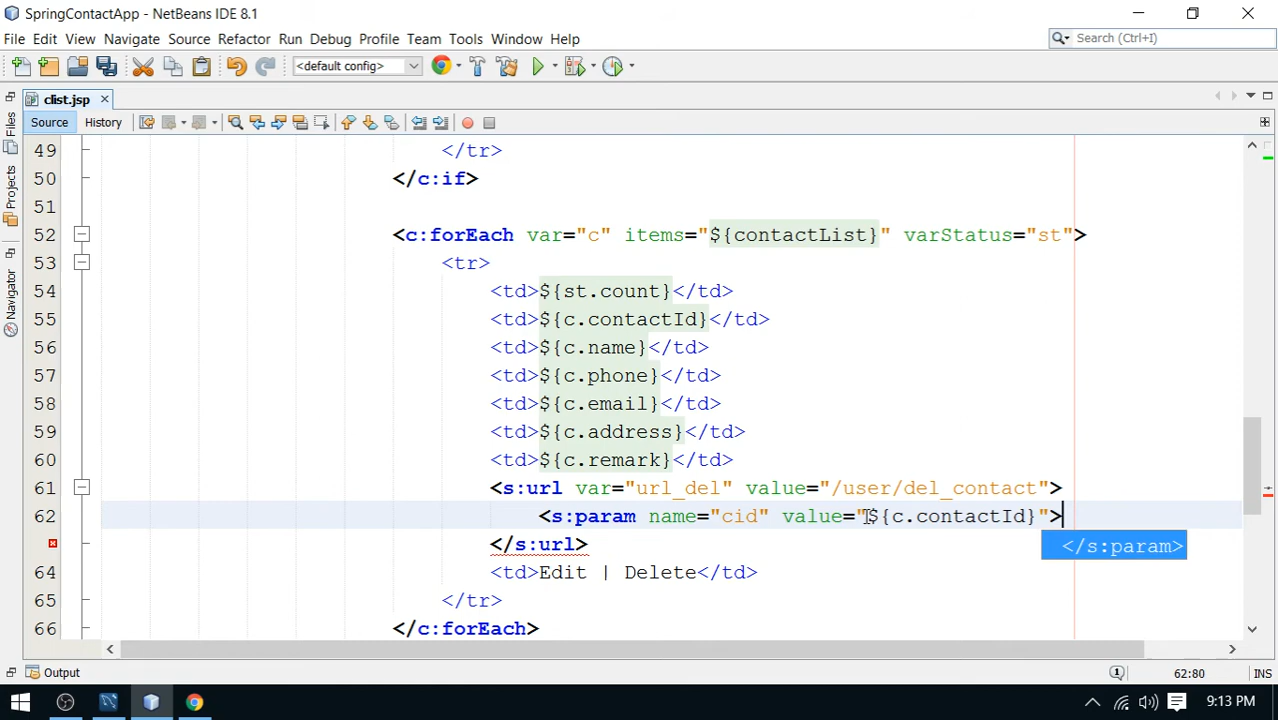 SpringContactApp - NetBeans IDE 8.1
File Edit View Navigate Source Refactor Run Debug Profile Team Tools Window Help
Search (Ctrl+I)
<default config>
clist.jsp
Source History
Files
Projects
Navigator
49 </tr>
50 </c:if>
51
52 <c:forEach var="c" items="${contactList}" varStatus="st">
53 <tr>
54 <td>${st.count}</td>
55 <td>${c.contactId}</td>
56 <td>${c.name}</td>
57 <td>${c.phone}</td>
58 <td>${c.email}</td>
59 <td>${c.address}</td>
60 <td>${c.remark}</td>
61 <s:url var="url_del" value="/user/del_contact">
62 <s:param name="cid" value="${c.contactId}">
</s:param>
</s:url>
64 <td>Edit | Delete</td>
65 </tr>
66 </c:forEach>
Output
1
62:80
INS
9:13 PM